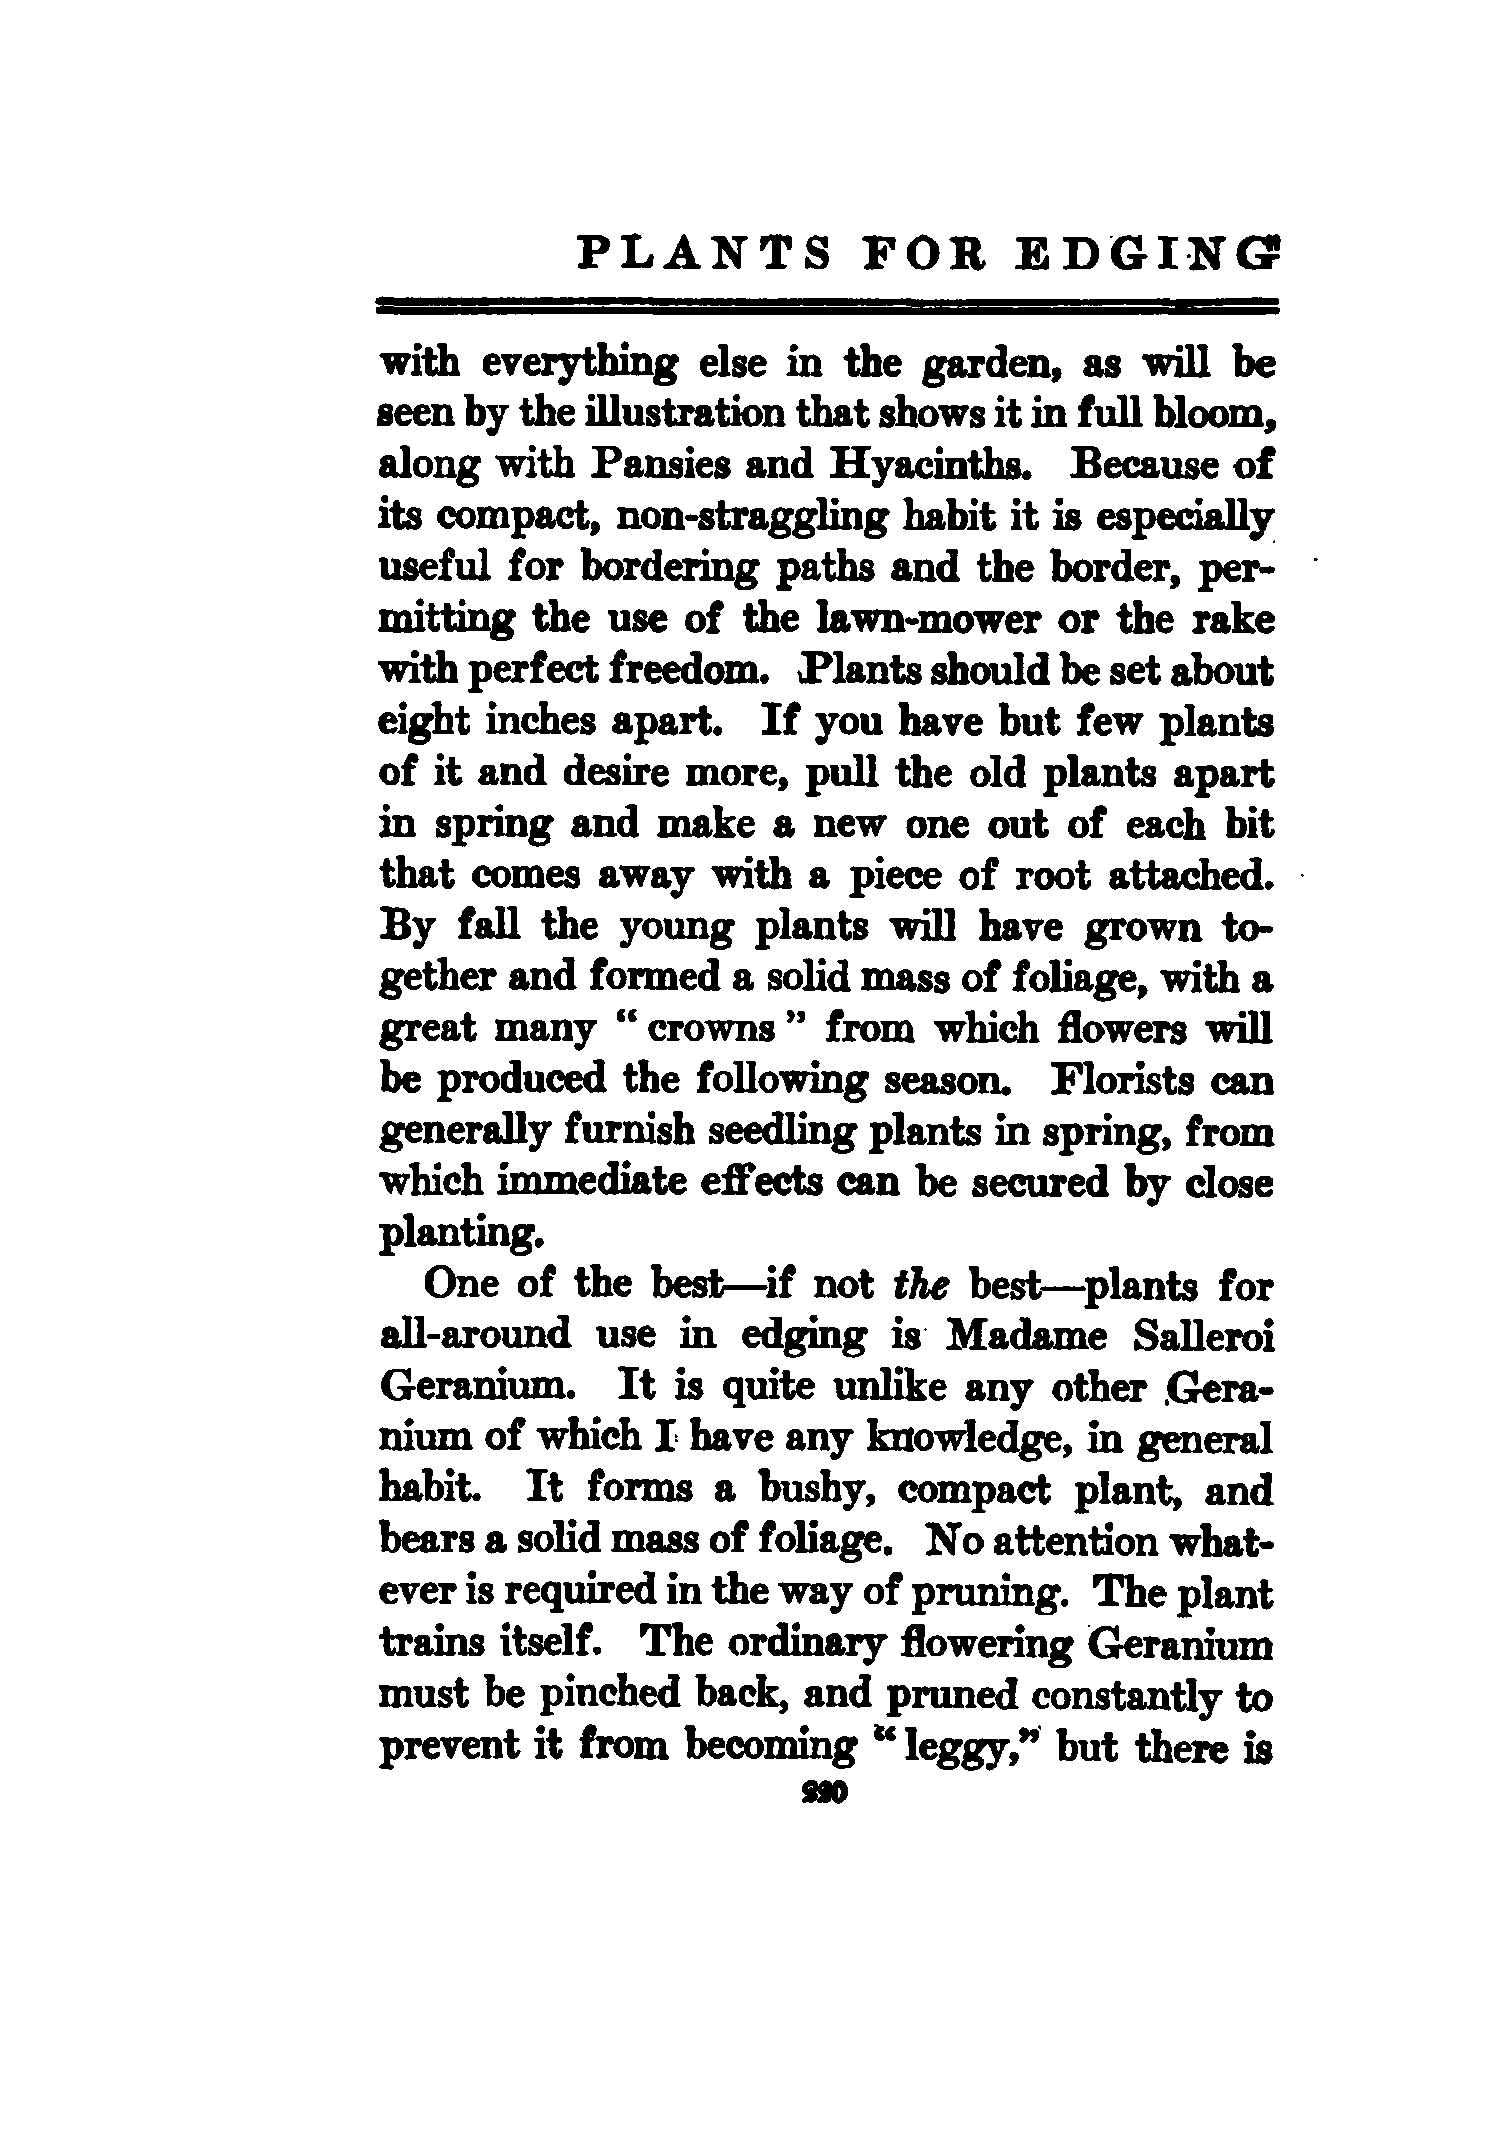 PLANTS FOR EDGING
with everything else in the garden, as will be
seen by the illustration that shows it in full bloom,
along with Pansies and Hyacinths. Because of
its compact, non-straggling habit it is especially
useful for bordering paths and the border, per-
mitting the use of the lawn-mower or the rake
with perfect freedom. Plants should be set about
eight inches apart. If you have but few plants
of it and desire more, pull the old plants apart
in spring and make a new one out of each bit
that comes away with a piece of root attached.
By fall the young plants will have grown to-
gether and formed a solid mass of foliage, with a
great many “ crowns ” from which flowers will
be produced the following season. Florists can
generally furnish seedling plants in spring, from
which immediate effects can be secured by close
planting.
One of the best—if not the best—plants for
all-around use in edging is Madame Salleroi
Geranium. It is quite unlike any other Gera-
nium of which I have any knowledge, in general
habit. It forms a bushy, compact plant, and
bears a solid mass of foliage. No attention what-
ever is required in the way of pruning. The plant
trains itself. The ordinary flowering Geranium
must be pinched back, and pruned constantly to
prevent it from becoming “ leggy,” but there is